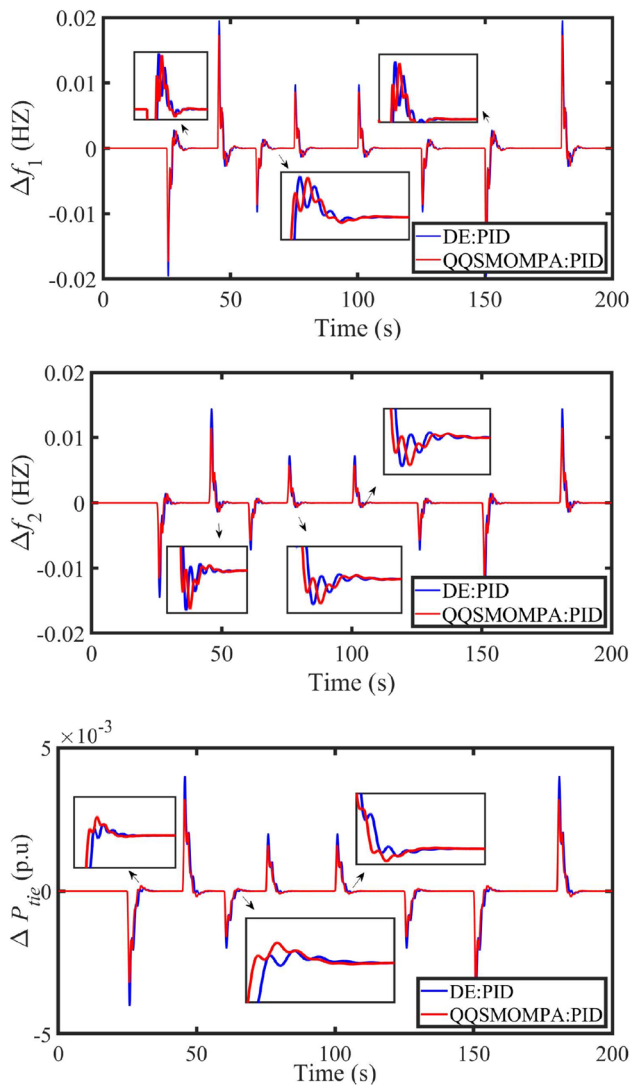 0.02
0.01
0
-0.01
-0.02
Δf1 (HZ)
DE:PID
QQSMOMPA:PID
0 50 100 150 200
Time (s)
0.02
0.01
0
-0.01
-0.02
Δf2 (HZ)
DE:PID
QQSMOMPA:PID
0 50 100 150 200
Time (s)
×10-3
5
0
-5
Δ Ptie (p.u)
DE:PID
QQSMOMPA:PID
0 50 100 150 200
Time (s)